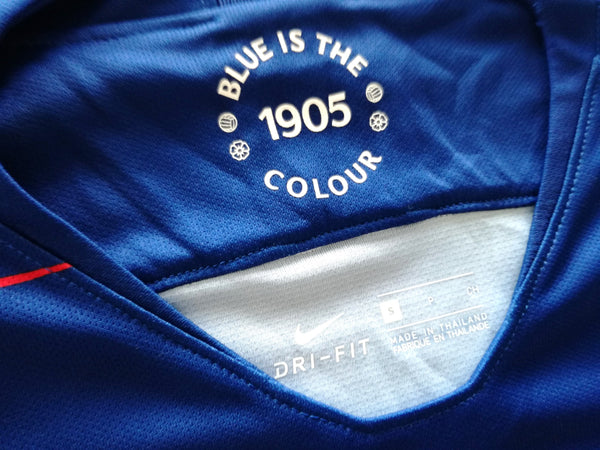 BLUE IS THE
1905
COLOUR
S
DRI-FIT
MADE IN THAILAND
FABRIQUÉ EN THAÏLANDE